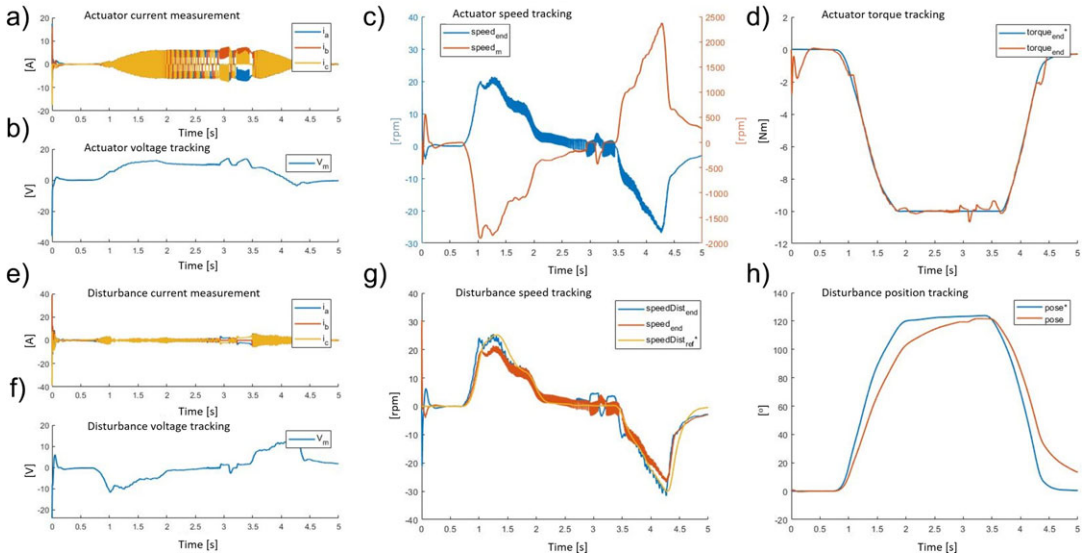 a)
Actuator current measurement
20
10
0
-10
-20
[A]
i_a
i_b
i_c
0 0.5 1 1.5 2 2.5 3 3.5 4 4.5 5
Time [s]
b)
Actuator voltage tracking
20
0
-20
-40
[V]
V_m
0 0.5 1 1.5 2 2.5 3 3.5 4 4.5 5
Time [s]
c)
Actuator speed tracking
speed_end
speed_m
40
30
20
10
0
-10
-20
-30
[rpm]
2500
2000
1500
1000
500
0
-500
-1000
-1500
-2000
[rpm]
0 0.5 1 1.5 2 2.5 3 3.5 4 4.5 5
Time [s]
d)
Actuator torque tracking
torque_end*
torque_end
2
0
-2
-4
-6
-8
-10
-12
[Nm]
0 0.5 1 1.5 2 2.5 3 3.5 4 4.5 5
Time [s]
e)
Disturbance current measurement
40
20
0
-20
-40
[A]
i_a
i_b
i_c
0 0.5 1 1.5 2 2.5 3 3.5 4 4.5 5
Time [s]
f)
Disturbance voltage tracking
20
10
0
-10
-20
[V]
V_m
0 0.5 1 1.5 2 2.5 3 3.5 4 4.5 5
Time [s]
g)
Disturbance speed tracking
speedDist_end
speed_end
speedDist_ref*
40
30
20
10
0
-10
-20
-30
-40
[rpm]
0 0.5 1 1.5 2 2.5 3 3.5 4 4.5 5
Time [s]
h)
Disturbance position tracking
pose*
pose
140
120
100
80
60
40
20
0
-20
[º]
0 0.5 1 1.5 2 2.5 3 3.5 4 4.5 5
Time [s]